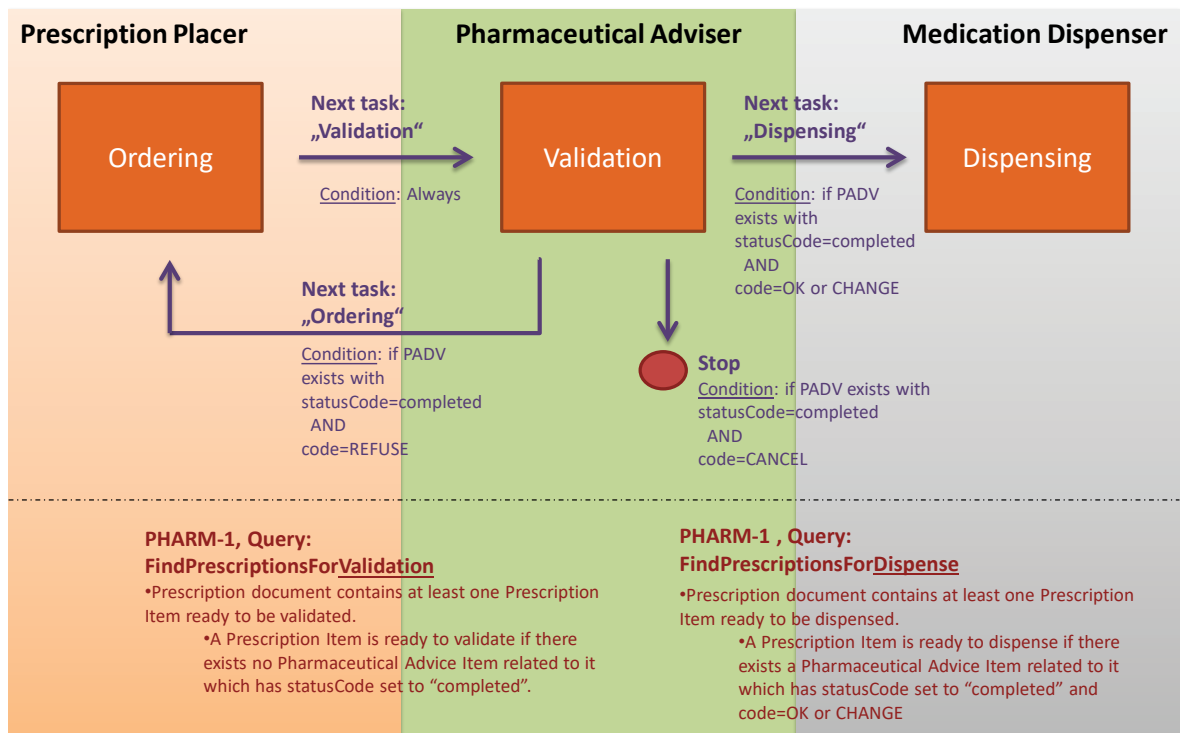 Prescription Placer
Pharmaceutical Adviser
Medication Dispenser
Ordering
Next task:
„Validation“
Condition: Always
Validation
Next task:
„Dispensing“
Condition: if PADV
exists with
statusCode=completed
AND
code=OK or CHANGE
Dispensing
Next task:
„Ordering“
Condition: if PADV
exists with
statusCode=completed
AND
code=REFUSE
Stop
Condition: if PADV exists with
statusCode=completed
AND
code=CANCEL
PHARM-1, Query:
FindPrescriptionsForValidation
•Prescription document contains at least one Prescription
Item ready to be validated.
•A Prescription Item is ready to validate if there
exists no Pharmaceutical Advice Item related to it
which has statusCode set to “completed”.
PHARM-1 , Query:
FindPrescriptionsForDispense
•Prescription document contains at least one Prescription
Item ready to be dispensed.
•A Prescription Item is ready to dispense if there
exists a Pharmaceutical Advice Item related to it
which has statusCode set to “completed” and
code=OK or CHANGE